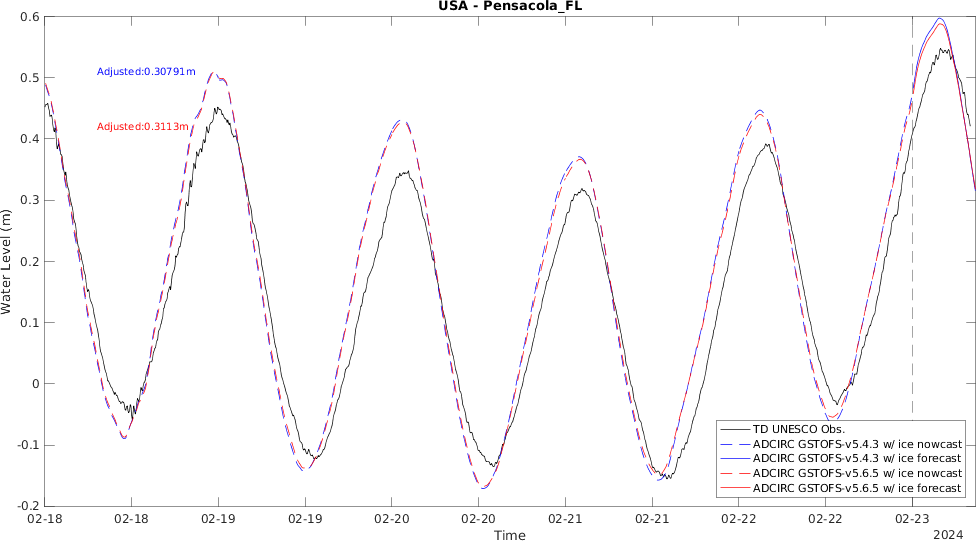 USA - Pensacola_FL
0.6
0.5
0.4
0.3
0.2
0.1
0
-0.1
-0.2
Water Level (m)
Adjusted:0.30791m
Adjusted:0.3113m
TD UNESCO Obs.
ADCIRC GSTOFS-v5.4.3 w/ ice nowcast
ADCIRC GSTOFS-v5.4.3 w/ ice forecast
ADCIRC GSTOFS-v5.6.5 w/ ice nowcast
ADCIRC GSTOFS-v5.6.5 w/ ice forecast
02-18 02-18 02-19 02-19 02-20 02-20 02-21 02-21 02-22 02-22 02-23
Time
2024